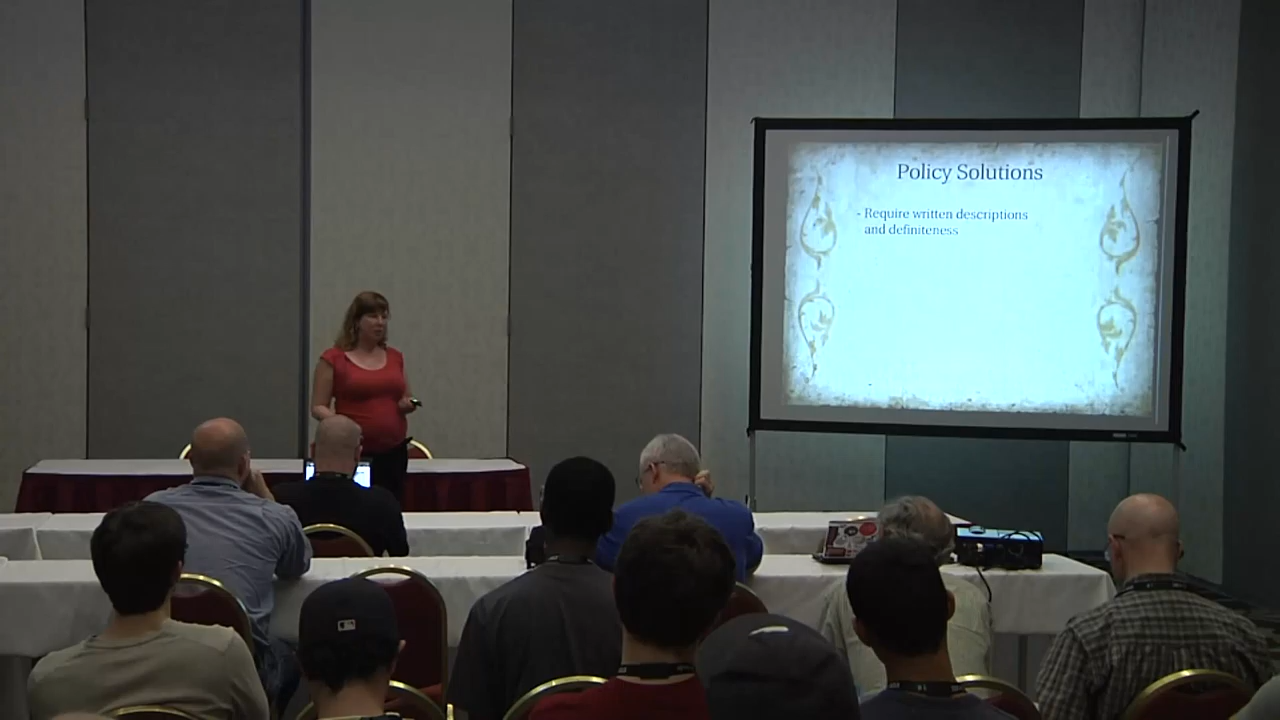 Policy Solutions
- Require written descriptions
and definiteness